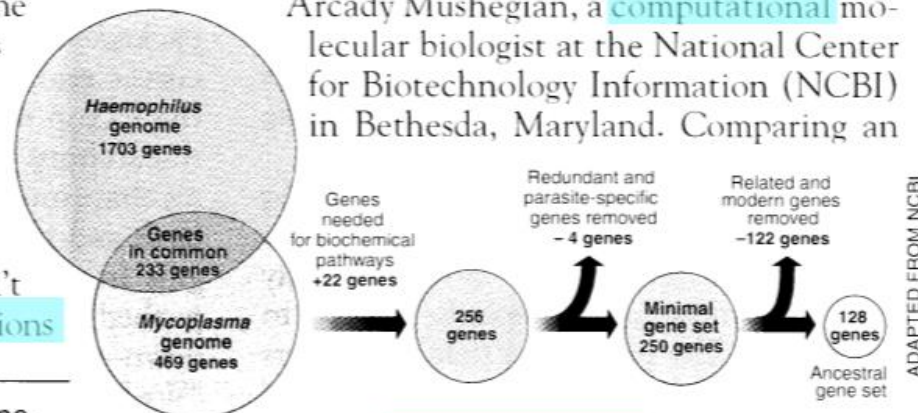 Arcady Mushegian, a computational mo-
lecular biologist at the National Center
for Biotechnology Information (NCBI)
in Bethesda, Maryland. Comparing an
't
ions
Haemophilus
genome
1703 genes
Genes
in common
233 genes
Mycoplasma
genome
469 genes
Genes
needed
for biochemical
pathways
+22 genes
256
genes
Redundant and
parasite-specific
genes removed
– 4 genes
Minimal
gene set
250 genes
Related and
modern genes
removed
–122 genes
128
genes
Ancestral
gene set
ADAPTED FROM NCBI